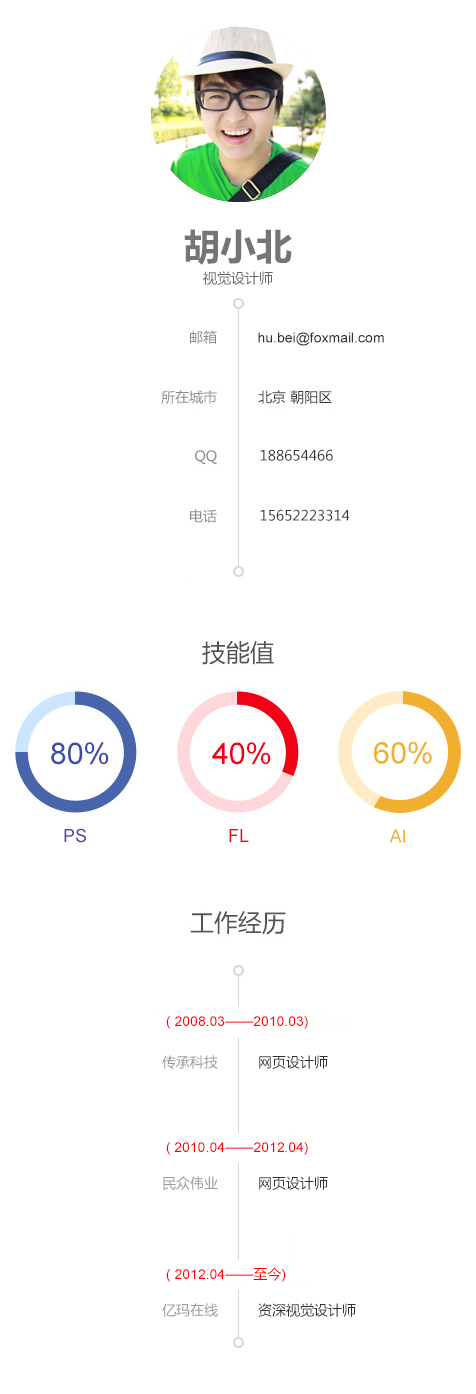 胡小北
视觉设计师
邮箱 hu.bei@foxmail.com
所在城市 北京 朝阳区
QQ 188654466
电话 15652223314
技能值
80% 40% 60%
PS FL AI
工作经历
( 2008.03——2010.03)
传承科技 网页设计师
( 2010.04——2012.04)
民众伟业 网页设计师
( 2012.04——至今)
亿玛在线 资深视觉设计师